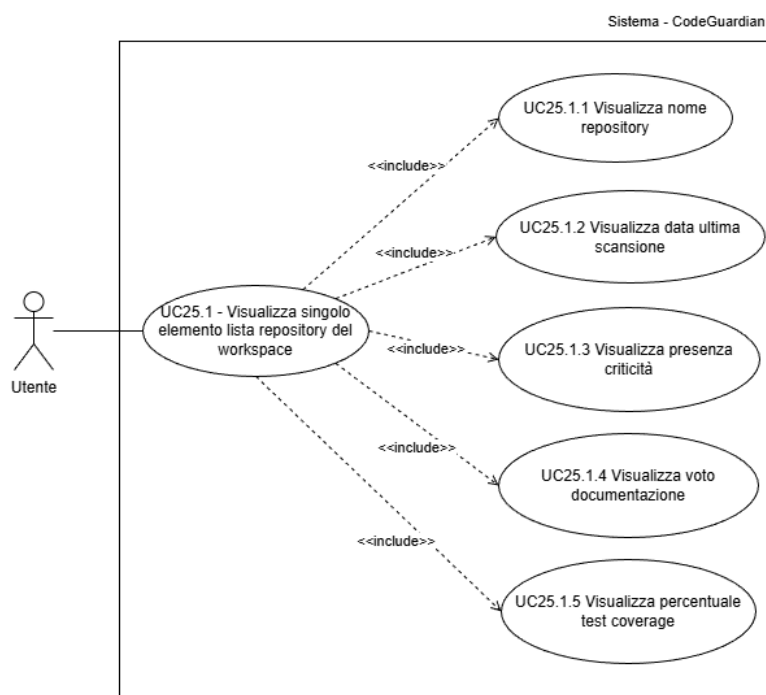 Sistema - CodeGuardian
UC25.1.1 Visualizza nome
repository
<<include>>
UC25.1.2 Visualizza data ultima
scansione
<<include>>
UC25.1 - Visualizza singolo
elemento lista repository del
workspace
Utente
<<include>>
UC25.1.3 Visualizza presenza
criticità
<<include>>
UC25.1.4 Visualizza voto
documentazione
<<include>>
UC25.1.5 Visualizza percentuale
test coverage